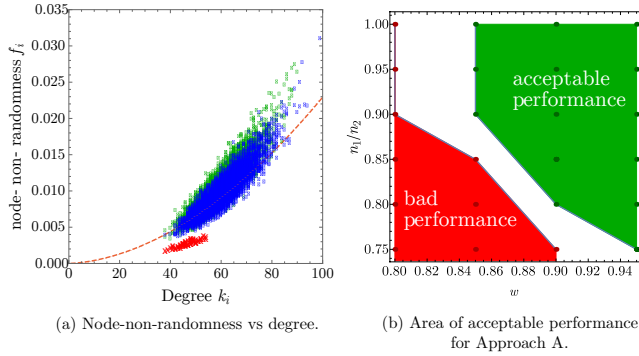 0.035
0.030
0.025
0.020
0.015
0.010
0.005
0.000
node- non- randomness f_i
0 20 40 60 80 100
Degree k_i
(a) Node-non-randomness vs degree.
1.00
0.95
0.90
0.85
0.80
0.75
n_1/n_2
acceptable
performance
bad
performance
0.80 0.82 0.84 0.86 0.88 0.90 0.92 0.94
w
(b) Area of acceptable performance
for Approach A.